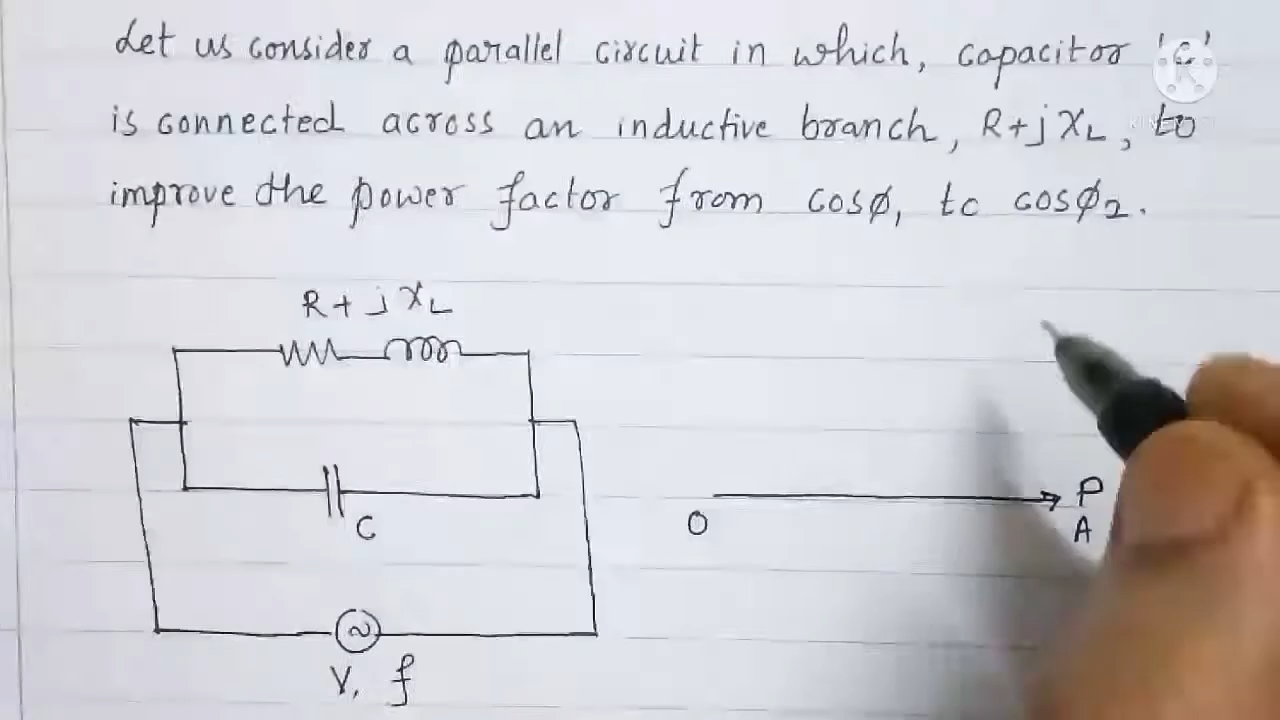 Let us consider a parallel circuit in which, capacitor 'C'
is connected across an inductive branch, R+jXL, to
improve the power factor from cosφ1 to cosφ2.
R+jXL
C
O
P
A
V, f